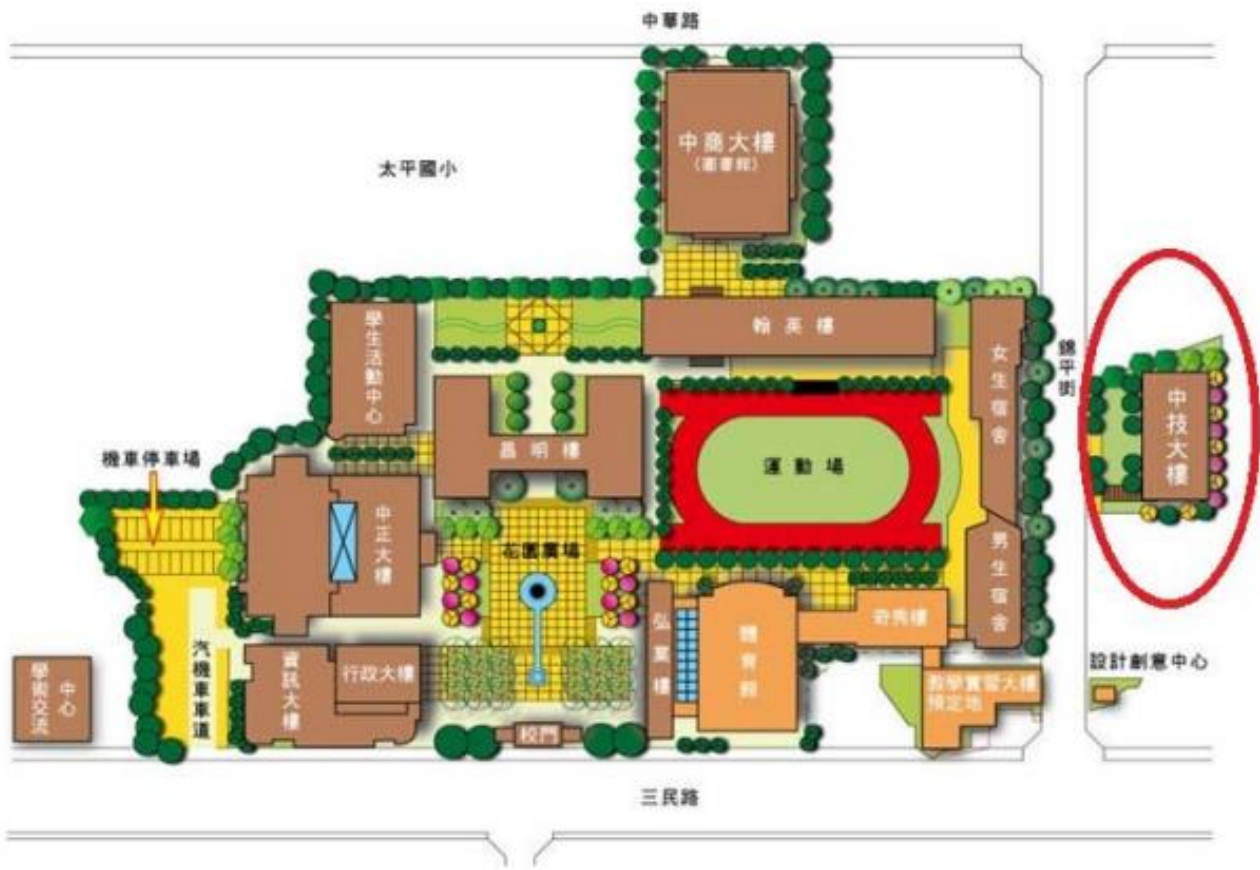 中華路
太平國小
中商大樓
(圖書館)
翰英樓
學生活動中心
女生宿舍
錦平街
中技大樓
昌明樓
運動場
機車停車場
中正大樓
花園廣場
男生宿舍
弘業樓
體育館
奇秀樓
行政大樓
資訊大樓
汽機車車道
學術交流
中心
設計創意中心
教學實習大樓
預定地
校門
三民路